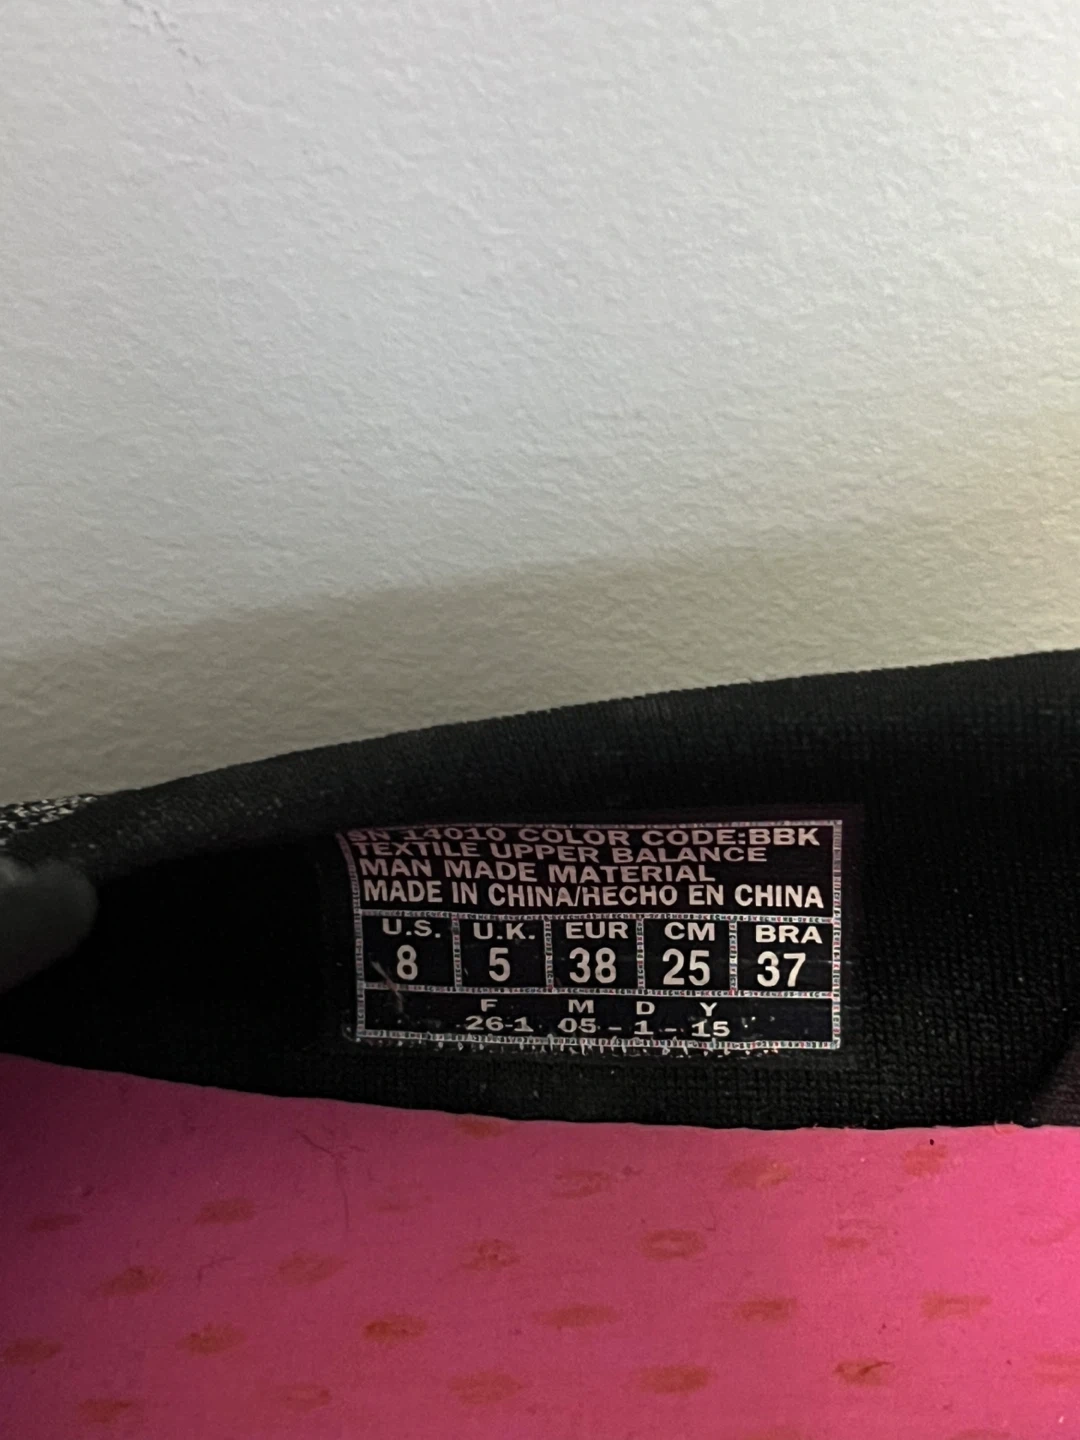 SN 14010 COLOR CODE:BBK
TEXTILE UPPER BALANCE
MAN MADE MATERIAL
MADE IN CHINA/HECHO EN CHINA
U.S. U.K. EUR CM BRA
8 5 38 25 37
F M D Y
26-1 05 - 1 - 15